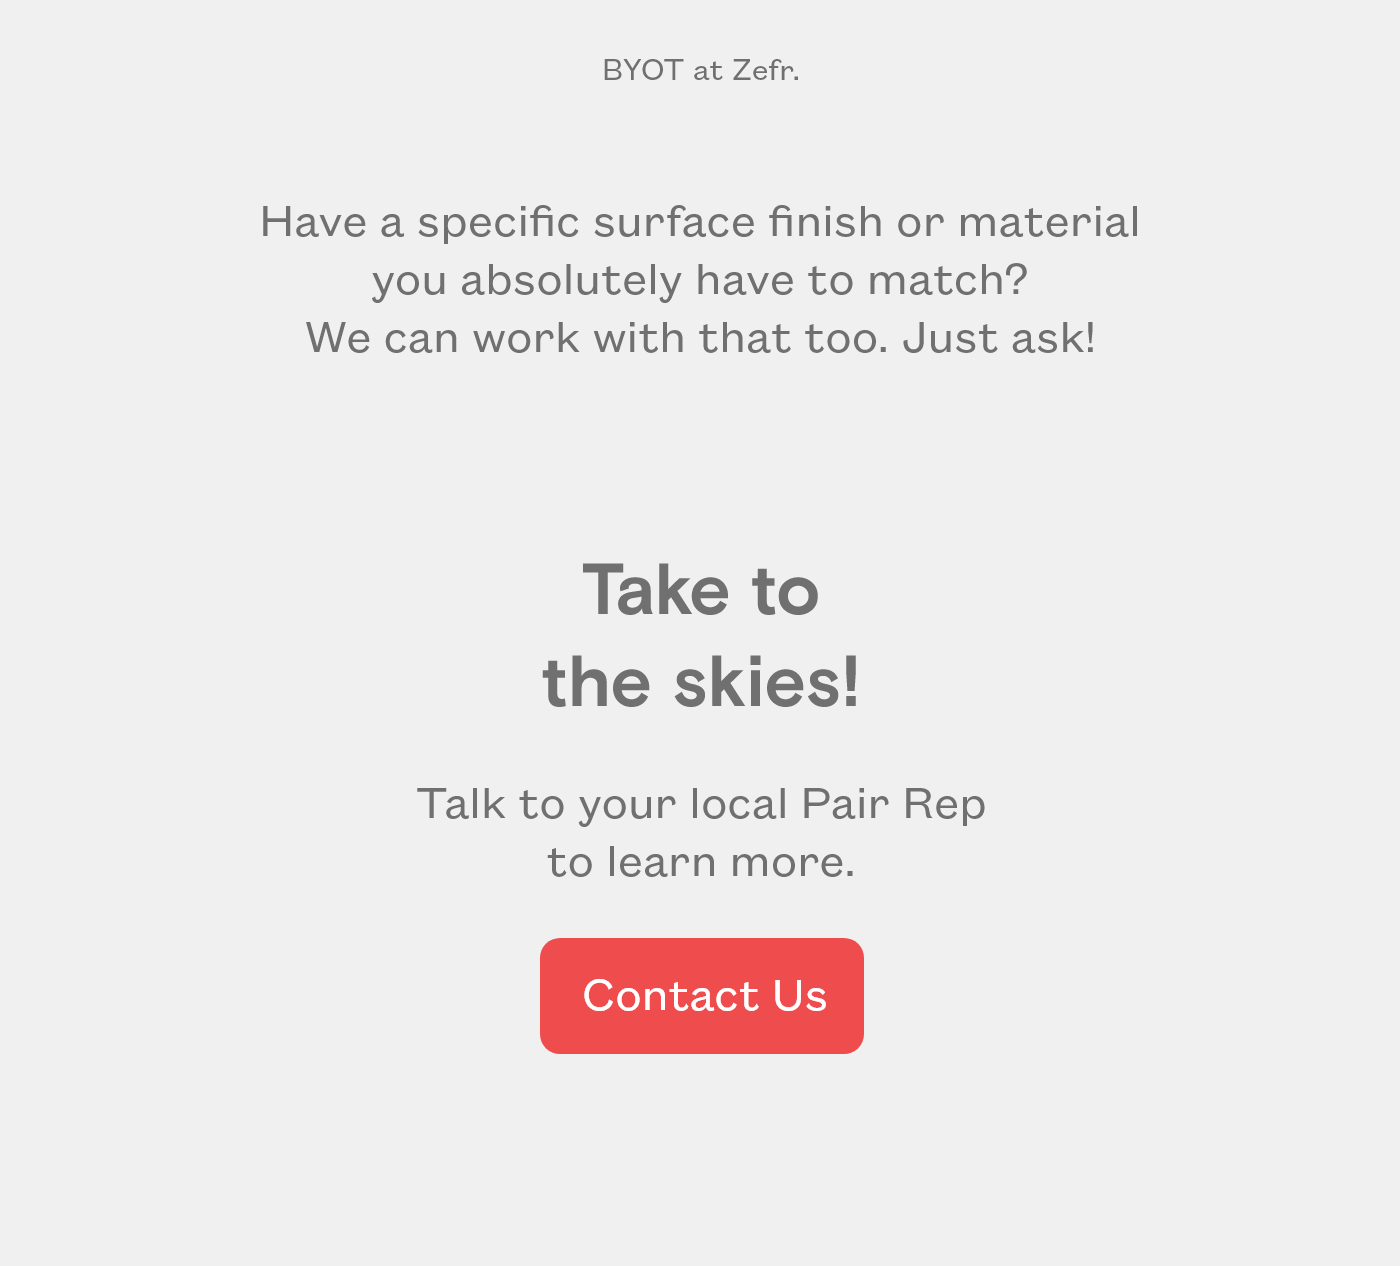 BYOT at Zefr.
Have a specific surface finish or material
you absolutely have to match?
We can work with that too. Just ask!
Take to
the skies!
Talk to your local Pair Rep
to learn more.
Contact Us